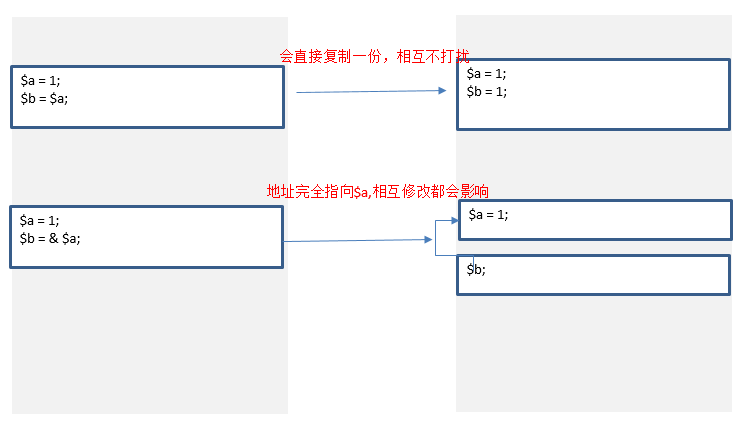 会直接复制一份，相互不打扰
$a = 1;
$b = $a;
$a = 1;
$b = 1;
地址完全指向$a,相互修改都会影响
$a = 1;
$b = & $a;
$a = 1;
$b;